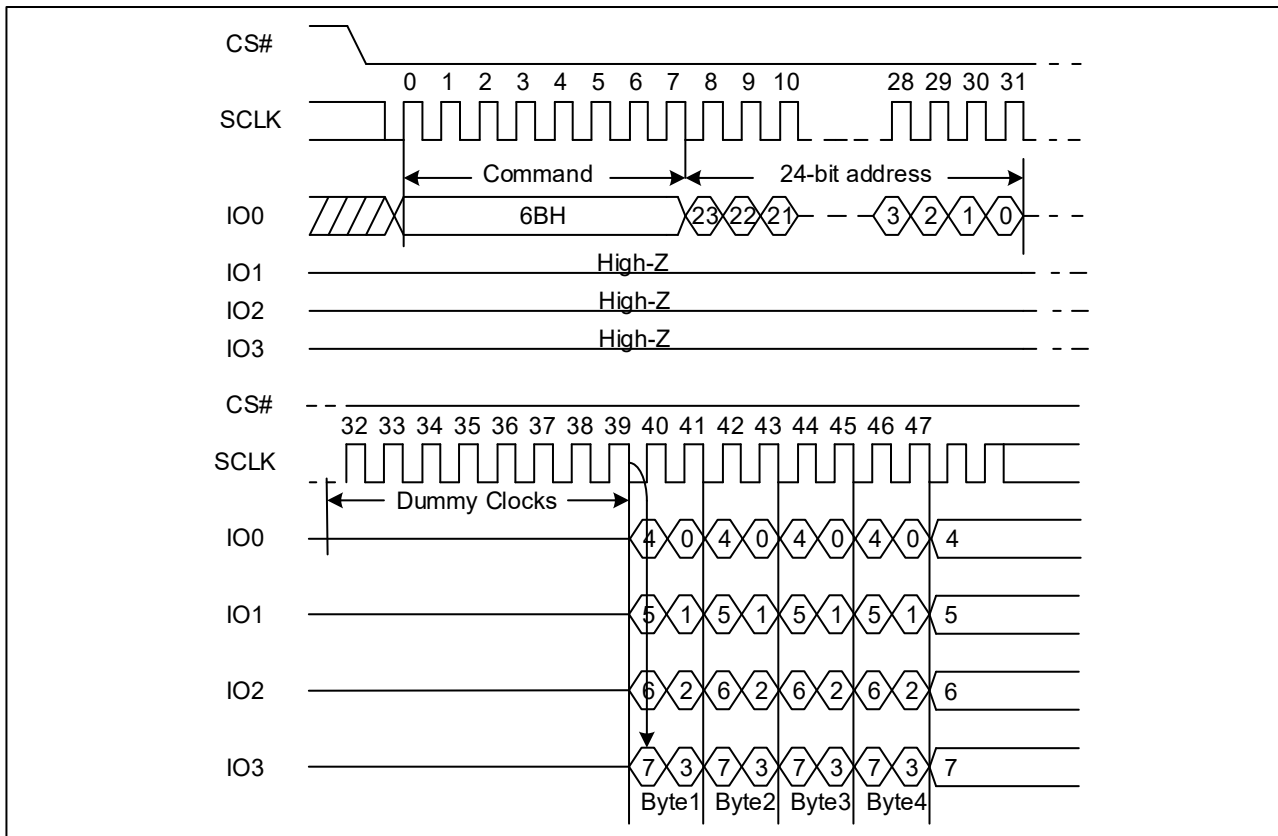 CS#
0 1 2 3 4 5 6 7 8 9 10 28 29 30 31
SCLK
Command 24-bit address
IO0 6BH 23 22 21 3 2 1 0
IO1 High-Z
IO2 High-Z
IO3 High-Z
CS#
32 33 34 35 36 37 38 39 40 41 42 43 44 45 46 47
SCLK
Dummy Clocks
IO0 4 0 4 0 4 0 4 0 4
IO1 5 1 5 1 5 1 5 1 5
IO2 6 2 6 2 6 2 6 2 6
IO3 7 3 7 3 7 3 7 3 7
Byte1 Byte2 Byte3 Byte4